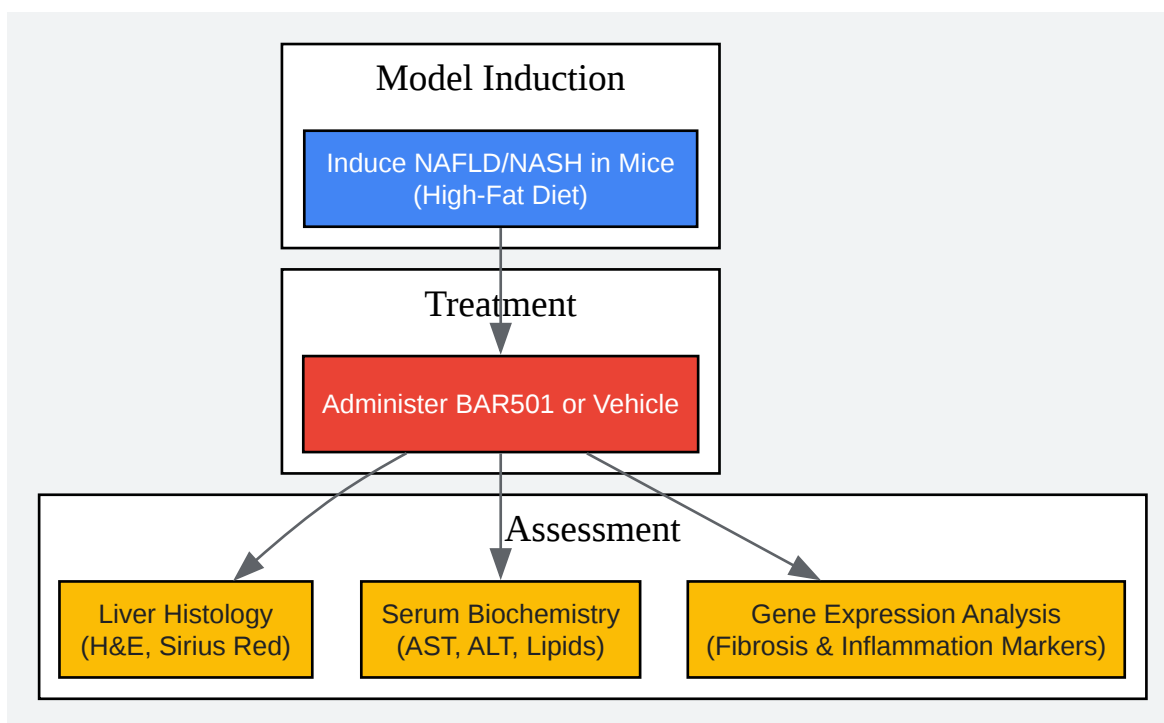 Model Induction
Induce NAFLD/NASH in Mice
(High-Fat Diet)
Treatment
Administer BAR501 or Vehicle
Assessment
Liver Histology
(H&E, Sirius Red)
Serum Biochemistry
(AST, ALT, Lipids)
Gene Expression Analysis
(Fibrosis & Inflammation Markers)